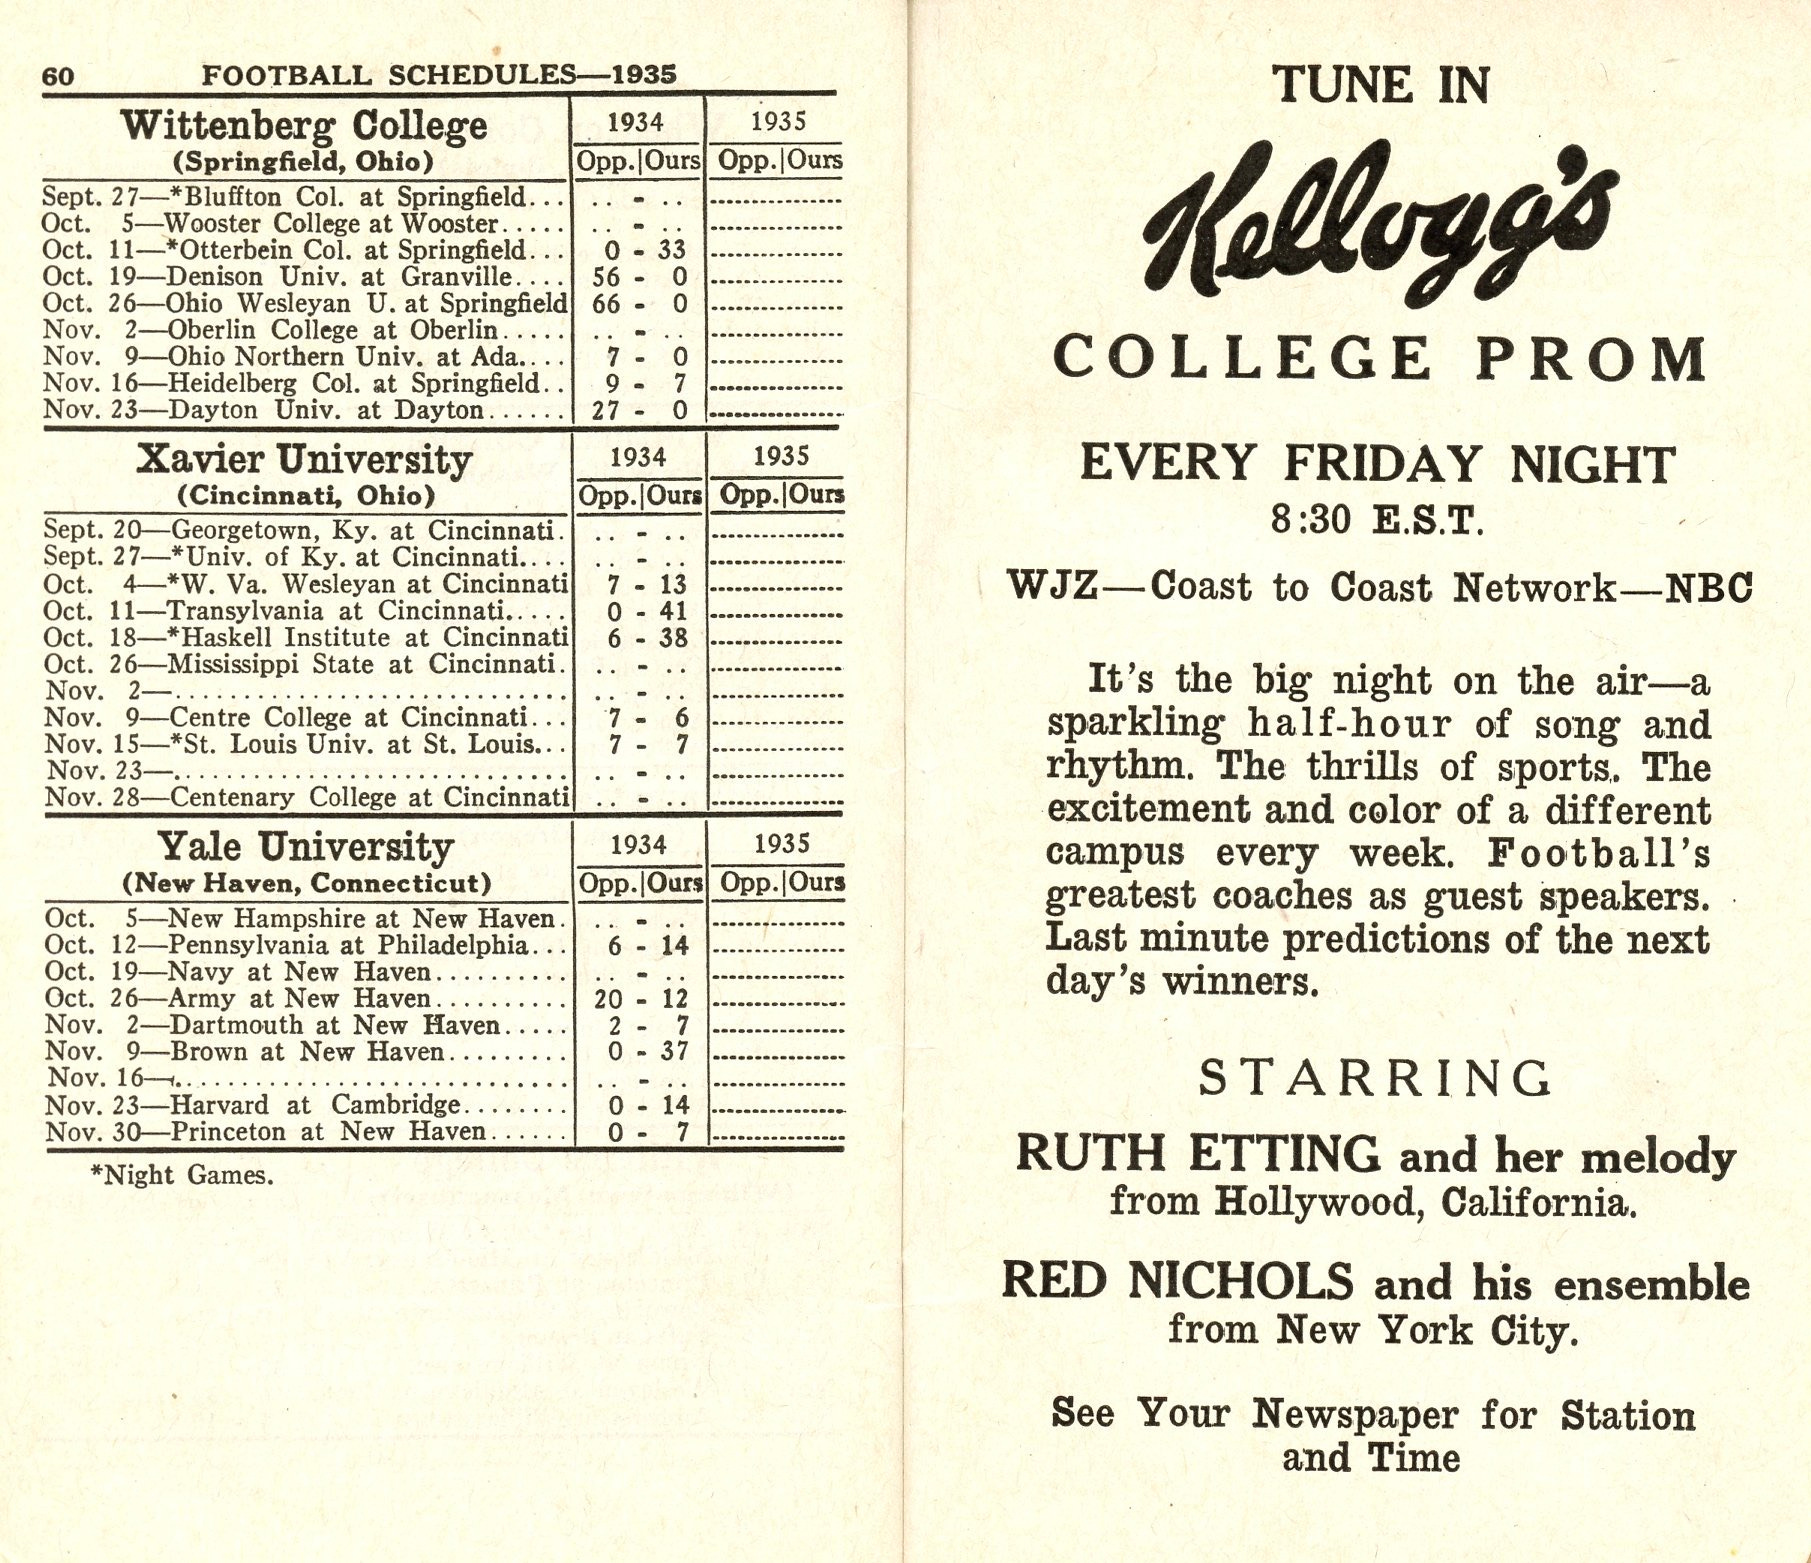 60 FOOTBALL SCHEDULES—1935
Wittenberg College 1934 1935
(Springfield, Ohio) Opp.|Ours Opp.|Ours
Sept. 27—*Bluffton Col. at Springfield... .. - ..
Oct. 5—Wooster College at Wooster..... .. - ..
Oct. 11—*Otterbein Col. at Springfield... 0 - 33
Oct. 19—Denison Univ. at Granville.... 56 - 0
Oct. 26—Ohio Wesleyan U. at Springfield 66 - 0
Nov. 2—Oberlin College at Oberlin..... .. - ..
Nov. 9—Ohio Northern Univ. at Ada.... 7 - 0
Nov. 16—Heidelberg Col. at Springfield.. 9 - 7
Nov. 23—Dayton Univ. at Dayton...... 27 - 0
Xavier University 1934 1935
(Cincinnati, Ohio) Opp.|Ours Opp.|Ours
Sept. 20—Georgetown, Ky. at Cincinnati. .. - ..
Sept. 27—*Univ. of Ky. at Cincinnati.... .. - ..
Oct. 4—*W. Va. Wesleyan at Cincinnati 7 - 13
Oct. 11—Transylvania at Cincinnati..... 0 - 41
Oct. 18—*Haskell Institute at Cincinnati 6 - 38
Oct. 26—Mississippi State at Cincinnati. .. - ..
Nov. 2—............................. .. - ..
Nov. 9—Centre College at Cincinnati... 7 - 6
Nov. 15—*St. Louis Univ. at St. Louis... 7 - 7
Nov. 23—............................. .. - ..
Nov. 28—Centenary College at Cincinnati .. - ..
Yale University 1934 1935
(New Haven, Connecticut) Opp.|Ours Opp.|Ours
Oct. 5—New Hampshire at New Haven. .. - ..
Oct. 12—Pennsylvania at Philadelphia... 6 - 14
Oct. 19—Navy at New Haven.......... .. - ..
Oct. 26—Army at New Haven.......... 20 - 12
Nov. 2—Dartmouth at New Haven..... 2 - 7
Nov. 9—Brown at New Haven......... 0 - 37
Nov. 16—............................. .. - ..
Nov. 23—Harvard at Cambridge........ 0 - 14
Nov. 30—Princeton at New Haven...... 0 - 7
*Night Games.
TUNE IN
Kellogg's
COLLEGE PROM
EVERY FRIDAY NIGHT
8:30 E.S.T.
WJZ—Coast to Coast Network—NBC
It's the big night on the air—a
sparkling half-hour of song and
rhythm. The thrills of sports. The
excitement and color of a different
campus every week. Football's
greatest coaches as guest speakers.
Last minute predictions of the next
day's winners.
STARRING
RUTH ETTING and her melody
from Hollywood, California.
RED NICHOLS and his ensemble
from New York City.
See Your Newspaper for Station
and Time